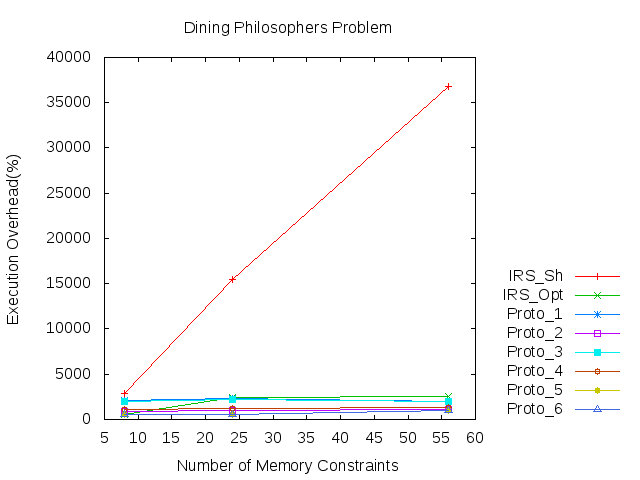 Dining Philosophers Problem
40000
35000
30000
25000
20000
15000
10000
5000
0
Execution Overhead(%)
5 10 15 20 25 30 35 40 45 50 55 60
Number of Memory Constraints
IRS_Sh
IRS_Opt
Proto_1
Proto_2
Proto_3
Proto_4
Proto_5
Proto_6